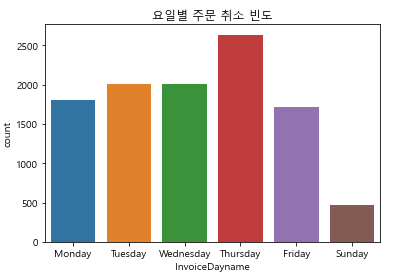 요일별 주문 취소 빈도
count
2500
2000
1500
1000
500
0
Monday Tuesday Wednesday Thursday Friday Sunday
InvoiceDayname